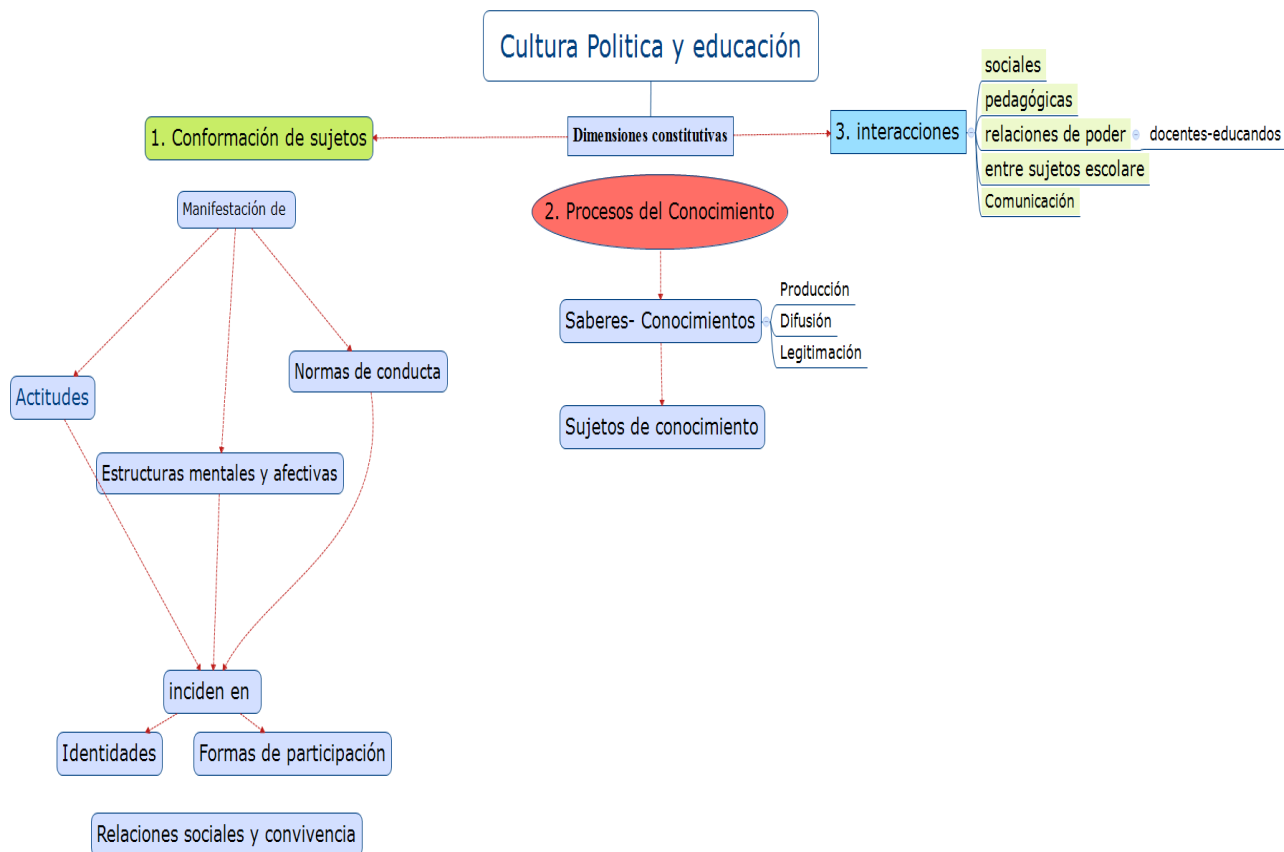 Cultura Politica y educación
Dimensiones constitutivas
1. Conformación de sujetos
Manifestación de
Actitudes
Estructuras mentales y afectivas
Normas de conducta
inciden en
Identidades
Formas de participación
Relaciones sociales y convivencia
2. Procesos del Conocimiento
Saberes- Conocimientos
Producción
Difusión
Legitimación
Sujetos de conocimiento
3. interacciones
sociales
pedagógicas
relaciones de poder
docentes-educandos
entre sujetos escolare
Comunicación